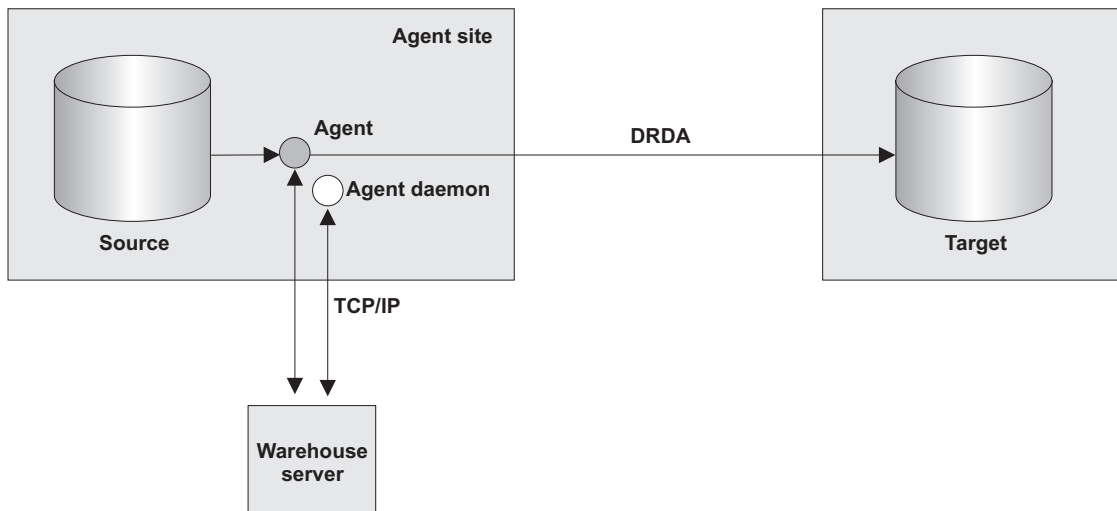 Agent site
Agent
DRDA
Agent daemon
Source
Target
TCP/IP
Warehouse
server